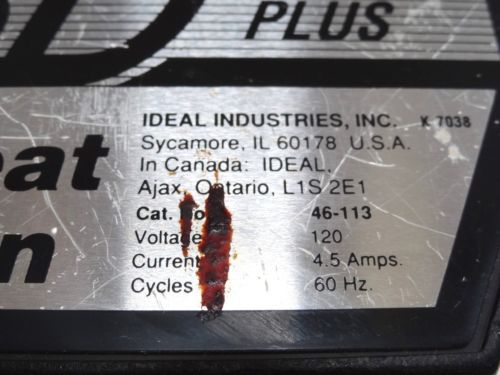 PLUS
IDEAL INDUSTRIES, INC. K 7038
Sycamore, IL 60178 U.S.A.
In Canada: IDEAL,
Ajax, Ontario, L1S 2E1
Cat. No. 46-113
Voltage 120
Current 4.5 Amps.
Cycles 60 Hz.
eat
n